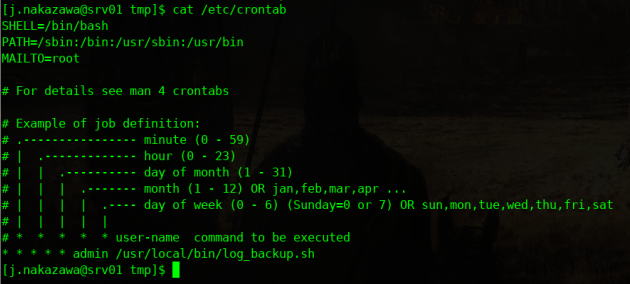 [j.nakazawa@srv01 tmp]$ cat /etc/crontab
SHELL=/bin/bash
PATH=/sbin:/bin:/usr/sbin:/usr/bin
MAILTO=root

# For details see man 4 crontabs

# Example of job definition:
# .---------------- minute (0 - 59)
# |  .------------- hour (0 - 23)
# |  |  .---------- day of month (1 - 31)
# |  |  |  .------- month (1 - 12) OR jan,feb,mar,apr ...
# |  |  |  |  .---- day of week (0 - 6) (Sunday=0 or 7) OR sun,mon,tue,wed,thu,fri,sat
# |  |  |  |  |
# *  *  *  *  * user-name  command to be executed
* * * * * admin /usr/local/bin/log_backup.sh
[j.nakazawa@srv01 tmp]$